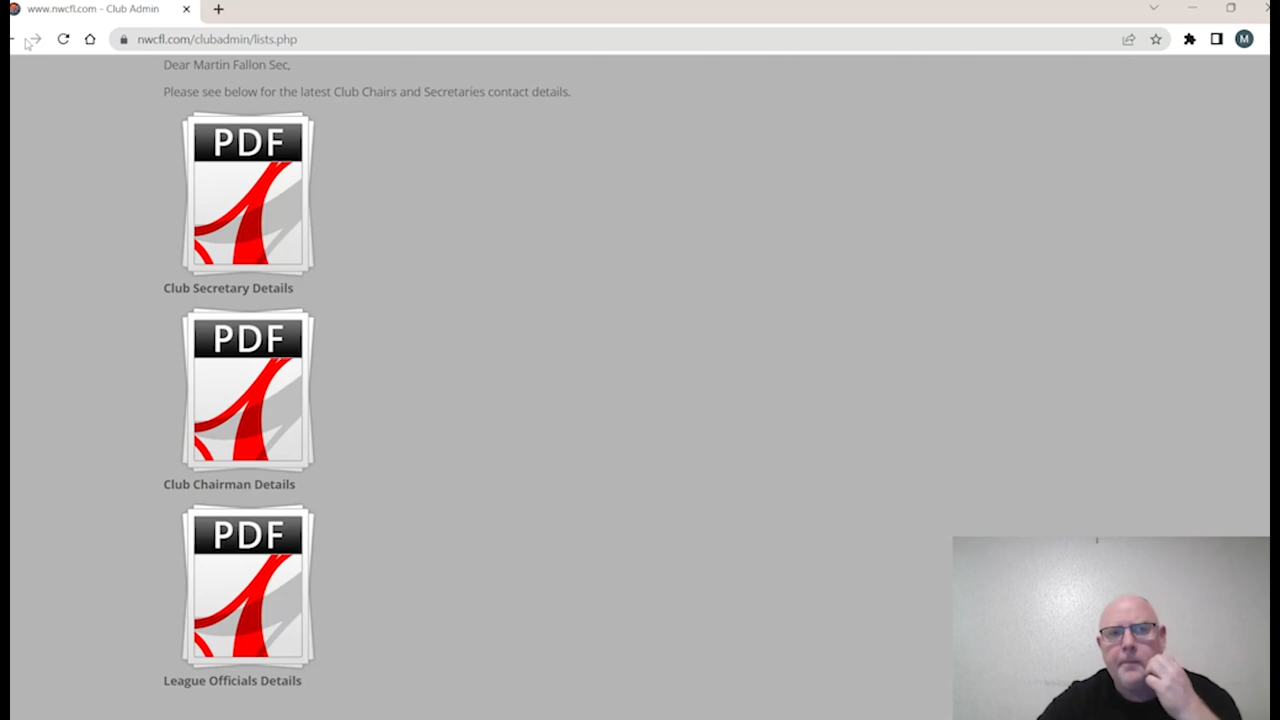 www.nwcfl.com - Club Admin
nwcfl.com/clubadmin/lists.php
M
Dear Martin Fallon Sec,
Please see below for the latest Club Chairs and Secretaries contact details.
PDF
Club Secretary Details
PDF
Club Chairman Details
PDF
League Officials Details